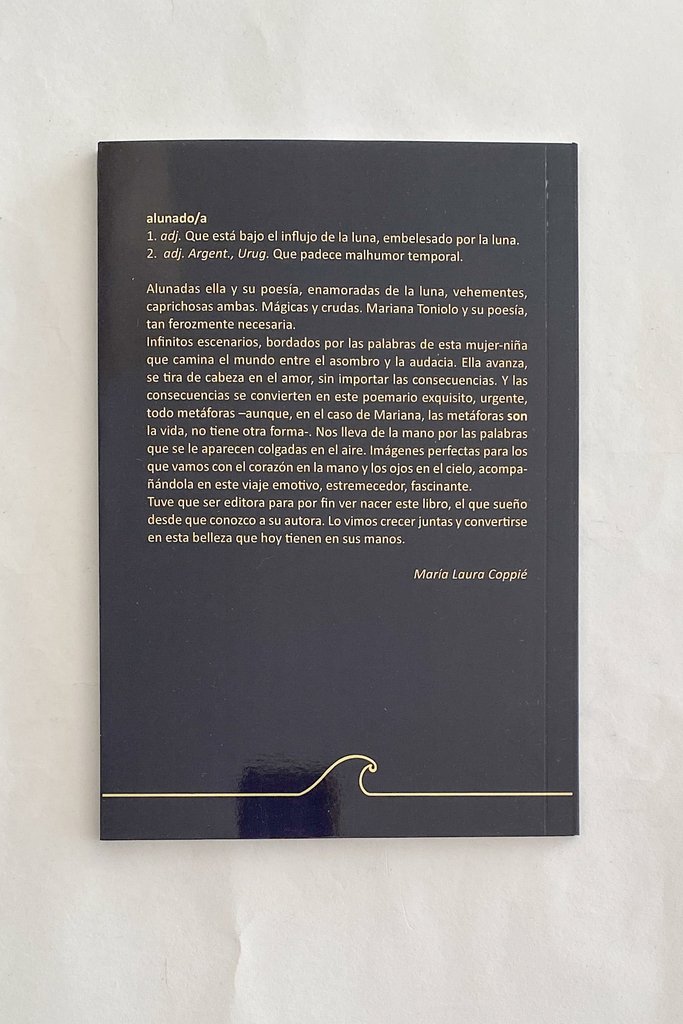 alunado/a
1. adj. Que está bajo el influjo de la luna, embelesado por la luna.
2. adj. Argent., Urug. Que padece malhumor temporal.
Alunadas ella y su poesía, enamoradas de la luna, vehementes,
caprichosas ambas. Mágicas y crudas. Mariana Toniolo y su poesía,
tan ferozmente necesaria.
Infinitos escenarios, bordados por las palabras de esta mujer-niña
que camina el mundo entre el asombro y la audacia. Ella avanza,
se tira de cabeza en el amor, sin importar las consecuencias. Y las
consecuencias se convierten en este poemario exquisito, urgente,
todo metáforas –aunque, en el caso de Mariana, las metáforas son
la vida, no tiene otra forma-. Nos lleva de la mano por las palabras
que se le aparecen colgadas en el aire. Imágenes perfectas para los
que vamos con el corazón en la mano y los ojos en el cielo, acompa-
ñándola en este viaje emotivo, estremecedor, fascinante.
Tuve que ser editora para por fin ver nacer este libro, el que sueño
desde que conozco a su autora. Lo vimos crecer juntas y convertirse
en esta belleza que hoy tienen en sus manos.
María Laura Coppié